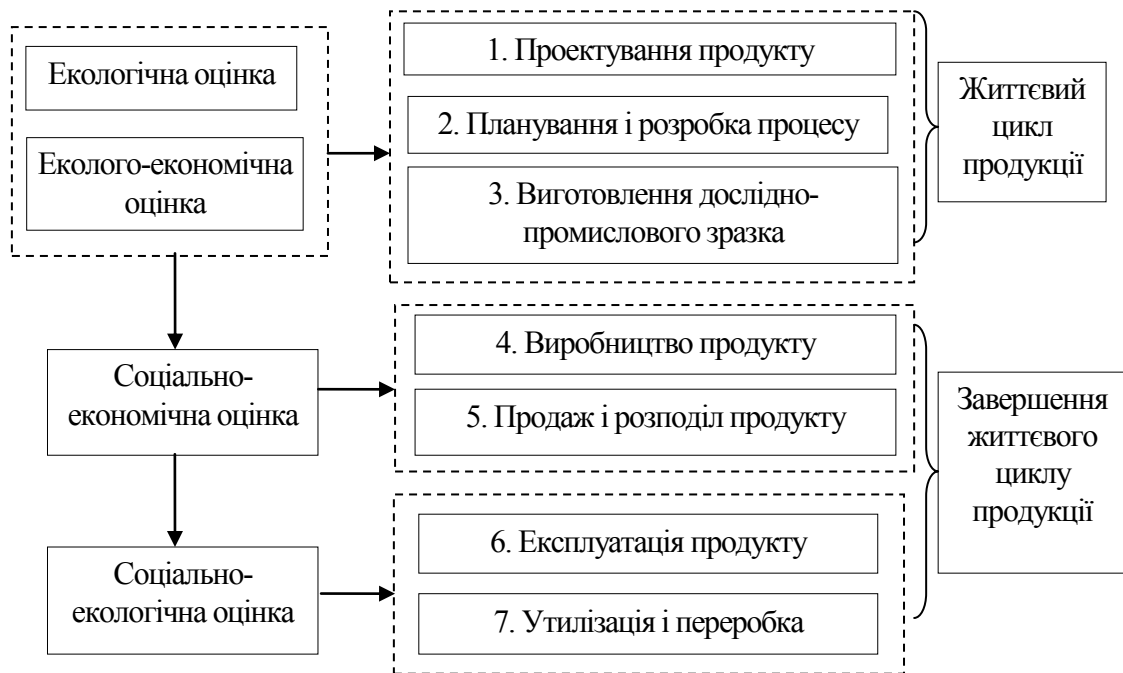 Екологічна оцінка
Еколого-економічна
оцінка
1. Проектування продукту
2. Планування і розробка процесу
3. Виготовлення дослідно-
промислового зразка
Життєвий
цикл
продукції
Соціально-
економічна оцінка
4. Виробництво продукту
5. Продаж і розподіл продукту
Завершення
життєвого
циклу
продукції
Соціально-
екологічна оцінка
6. Експлуатація продукту
7. Утилізація і переробка